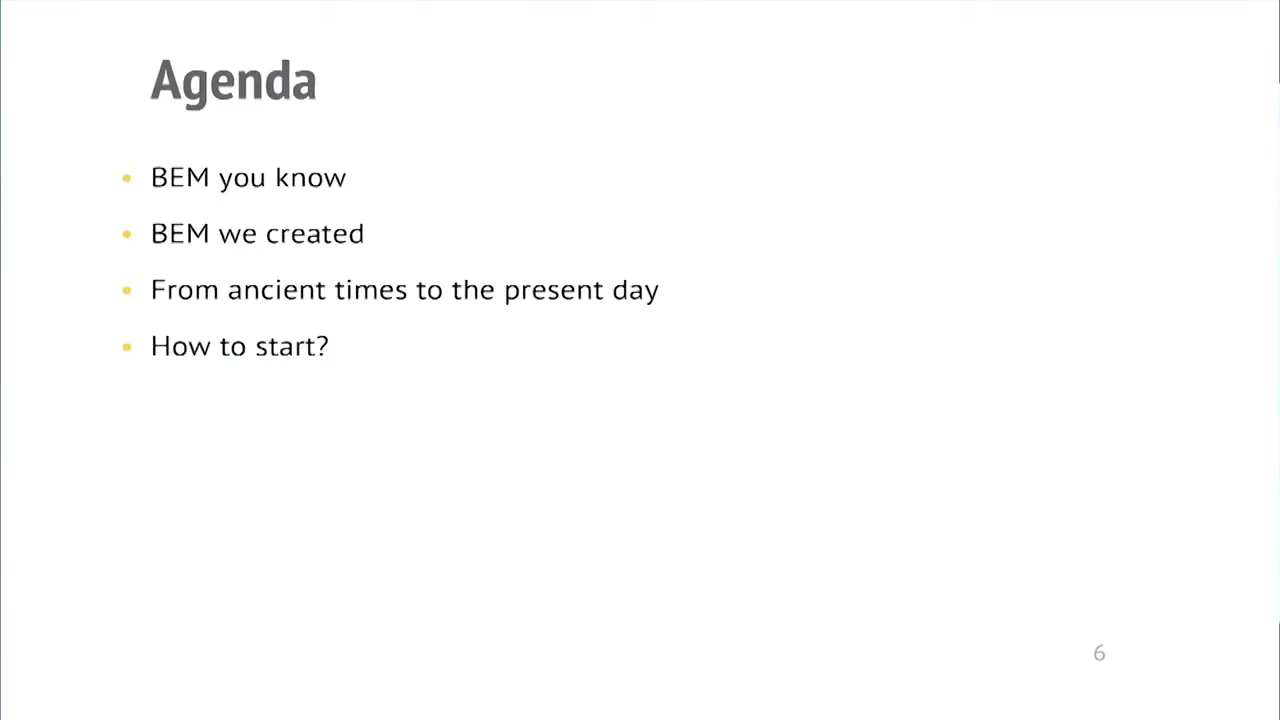 Agenda
• BEM you know
• BEM we created
• From ancient times to the present day
• How to start?
6